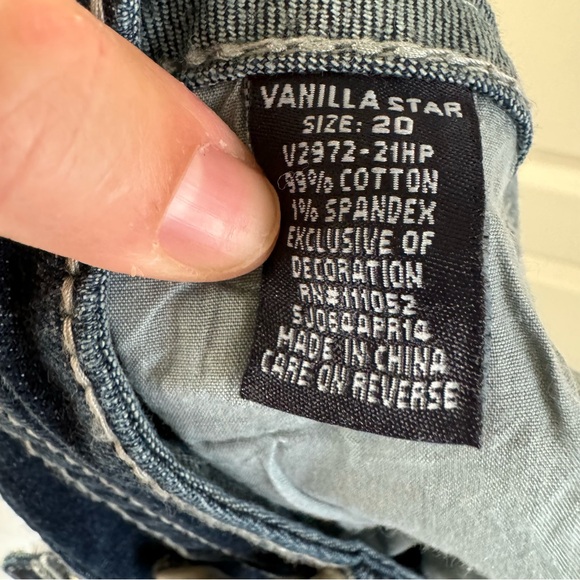 VANILLA STAR
SIZE: 20
V2972-21HP
99% COTTON
1% SPANDEX
EXCLUSIVE OF
DECORATION
RN#111052
SU064APR14
MADE IN CHINA
CARE ON REVERSE